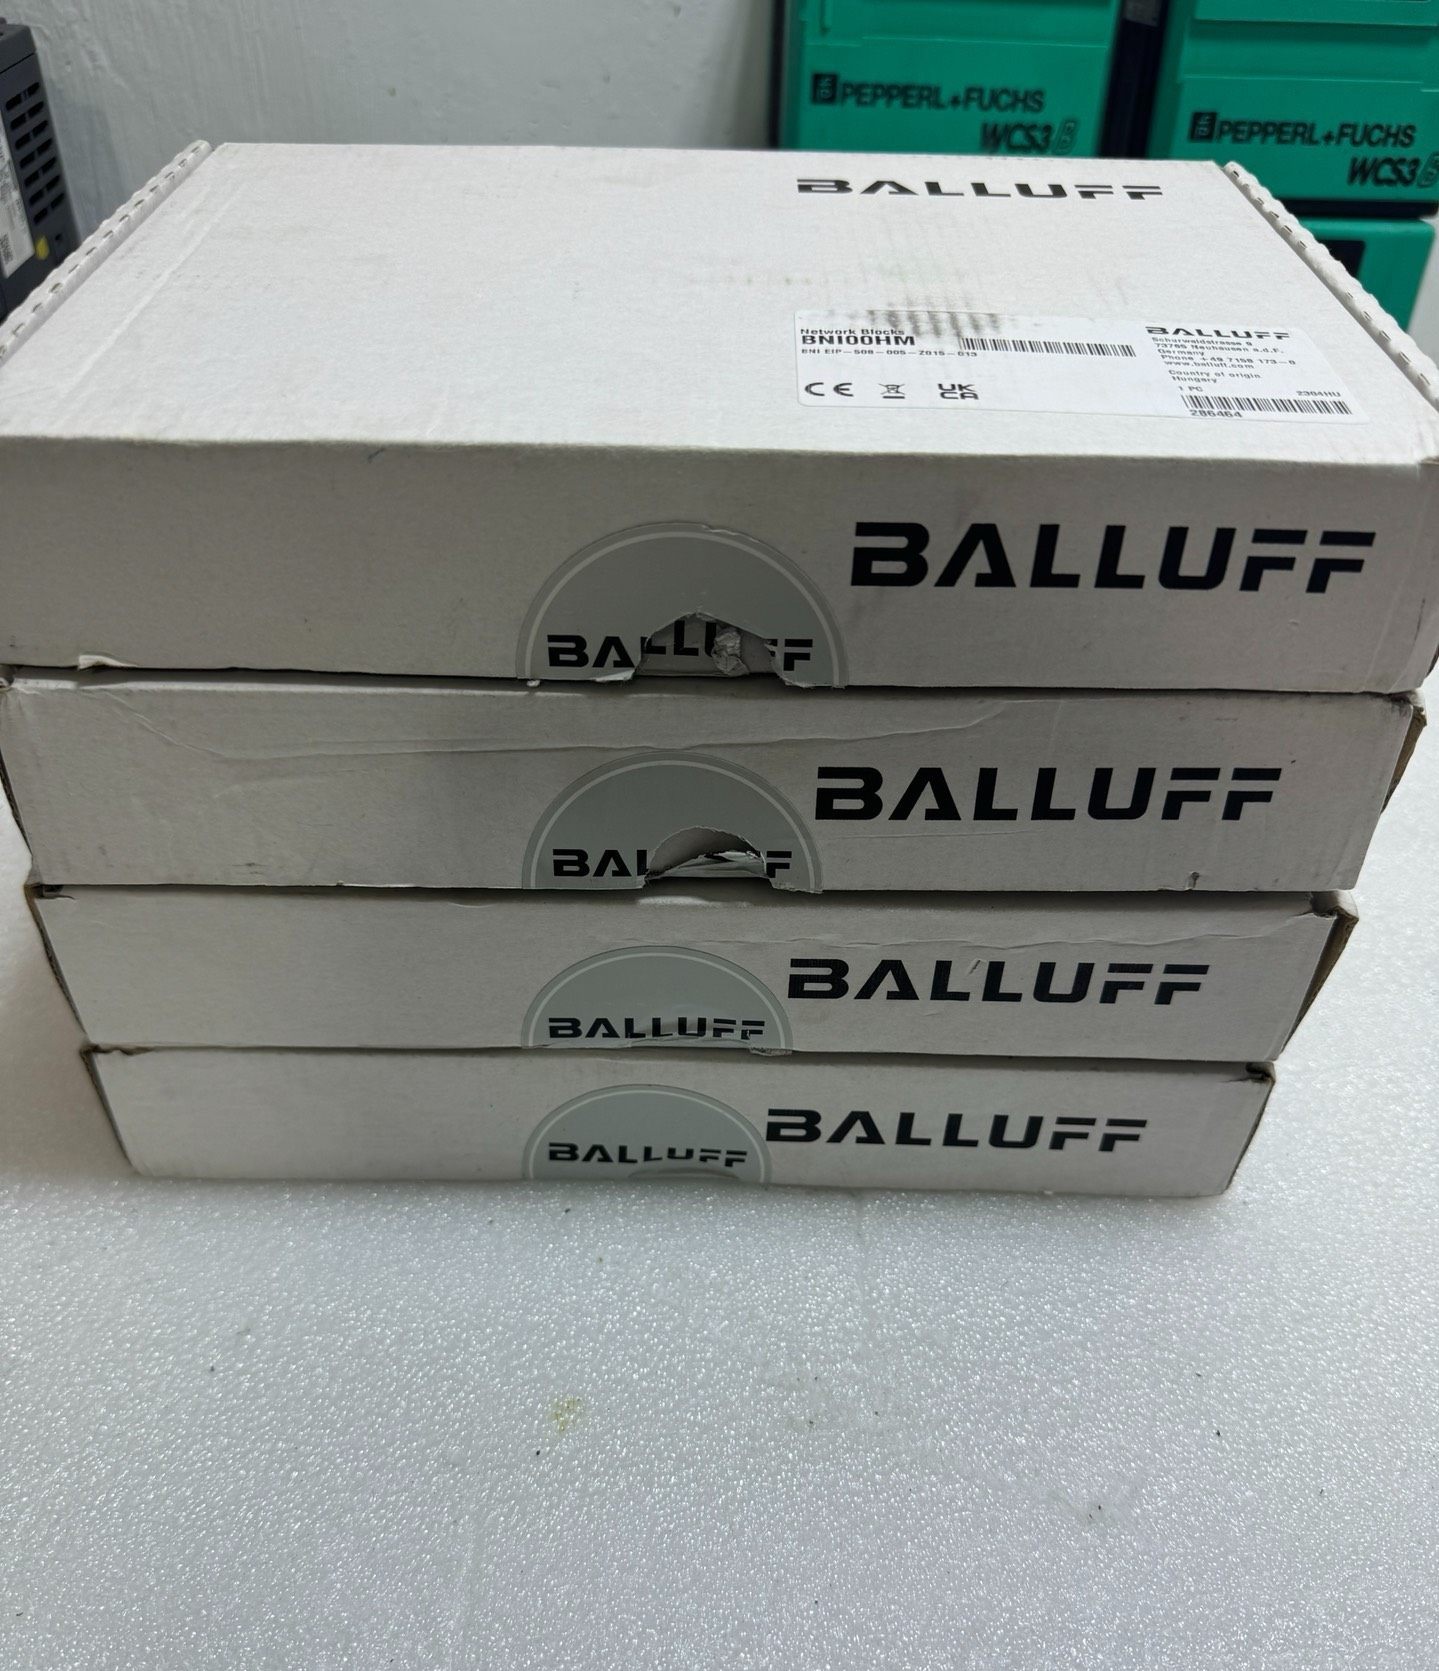 PEPPERL+FUCHS
WCS3B
PEPPERL+FUCHS
WCS3B
BALLUFF
Network Blocks
BNI00HM
BNI EIP-508-005-Z015-013
CE
UK
CA
BALLUFF
Schurwaldstrasse 9
73765 Neuhausen a.d.F.
Germany
Phone +49 7158 173-0
www.balluff.com
Country of origin
Hungary
1 PC
2304HU
286464
BALLUFF
BALLUFF
BALLUFF
BAL F
BALLUFF
BALLUFF
BALLUFF
BALLUFF
BALLUFF